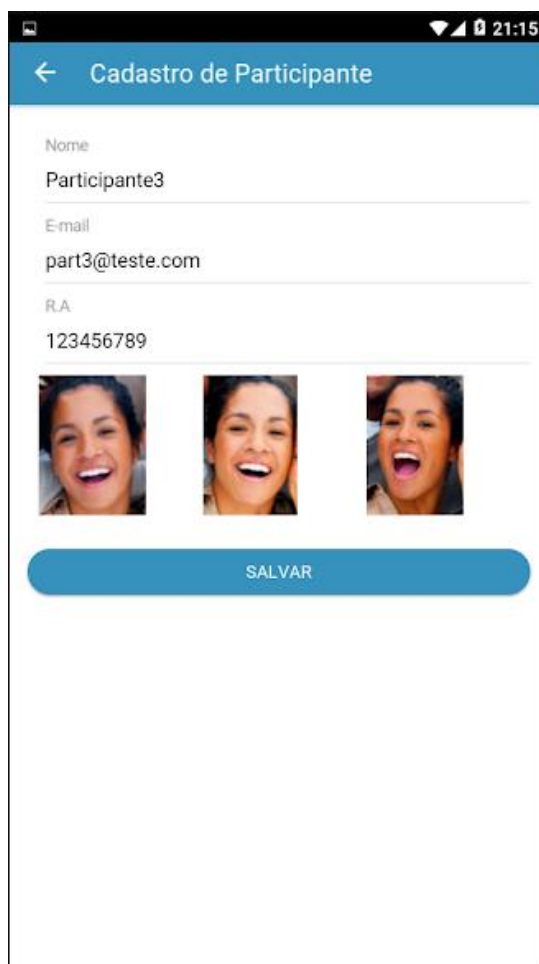 21:15
Cadastro de Participante
Nome
Participante3
E-mail
part3@teste.com
R.A
123456789
SALVAR